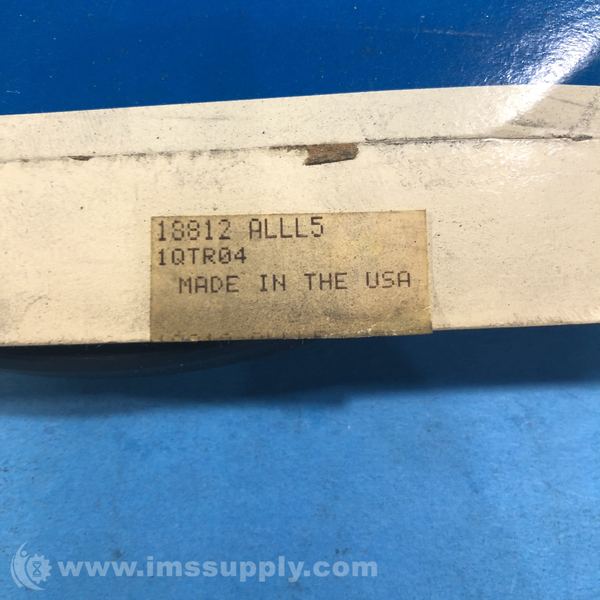 18812 ALLL5
1QTR04
MADE IN THE USA
© www.imssupply.com